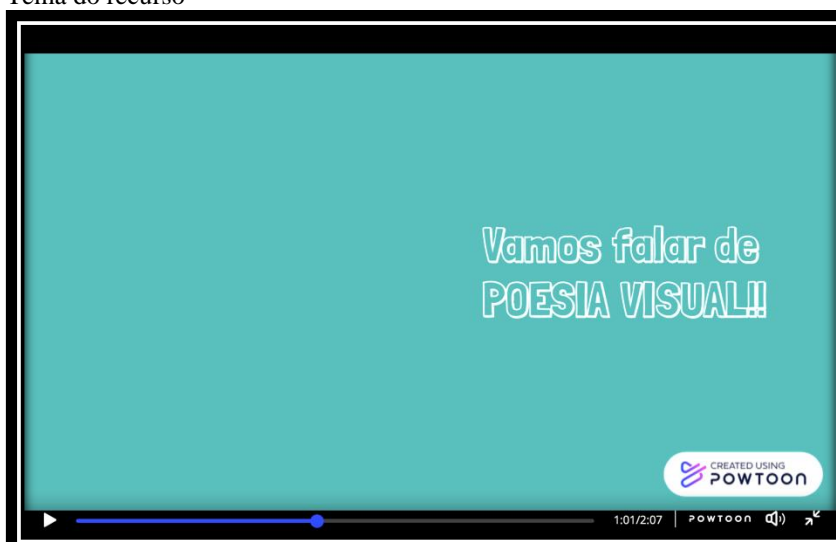 Tema do recurso
Vamos falar de
POESIA VISUAL!!
CREATED USING
POWTOON
1:01/2:07
POWTOON